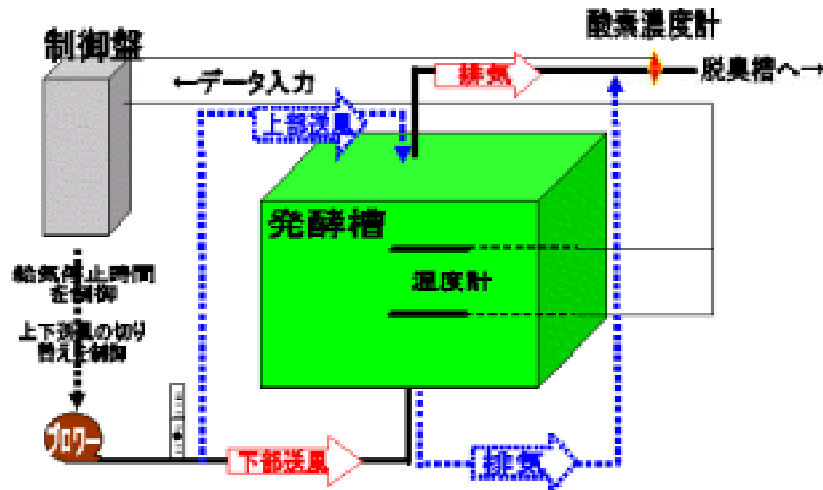 酸素濃度計
制御盤
排気
脱臭槽へ→
←データ入力
上部送風
発酵槽
温度計
給気停止時間
を制御
上下送風の切り
替えを制御
ブロワー
下部送風
排気